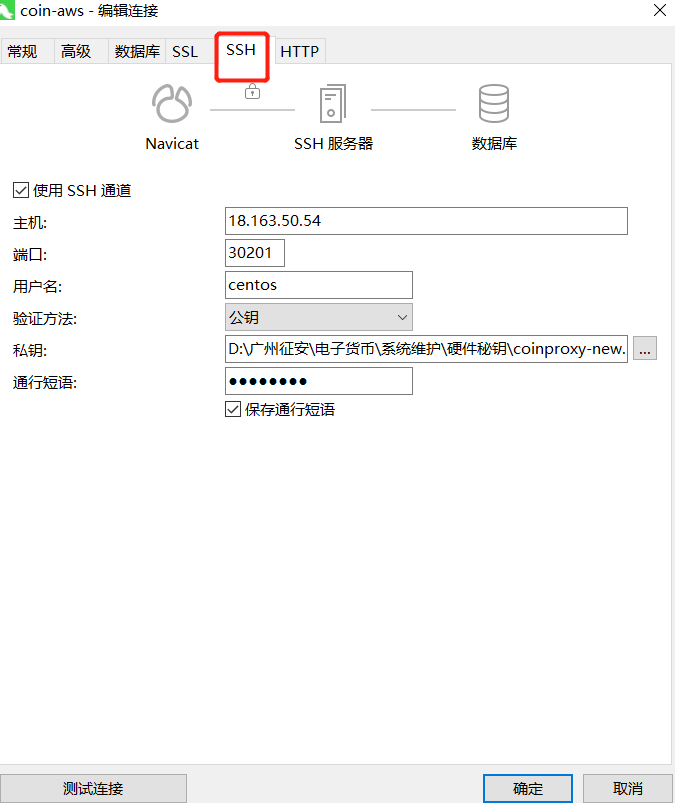 coin-aws - 编辑连接
常规 高级 数据库 SSL SSH HTTP
Navicat SSH 服务器 数据库
使用 SSH 通道
主机: 18.163.50.54
端口: 30201
用户名: centos
验证方法: 公钥
私钥: D:\广州征安\电子货币\系统维护\硬件秘钥\coinproxy-new. ...
通行短语: ●●●●●●●●
保存通行短语
测试连接 确定 取消